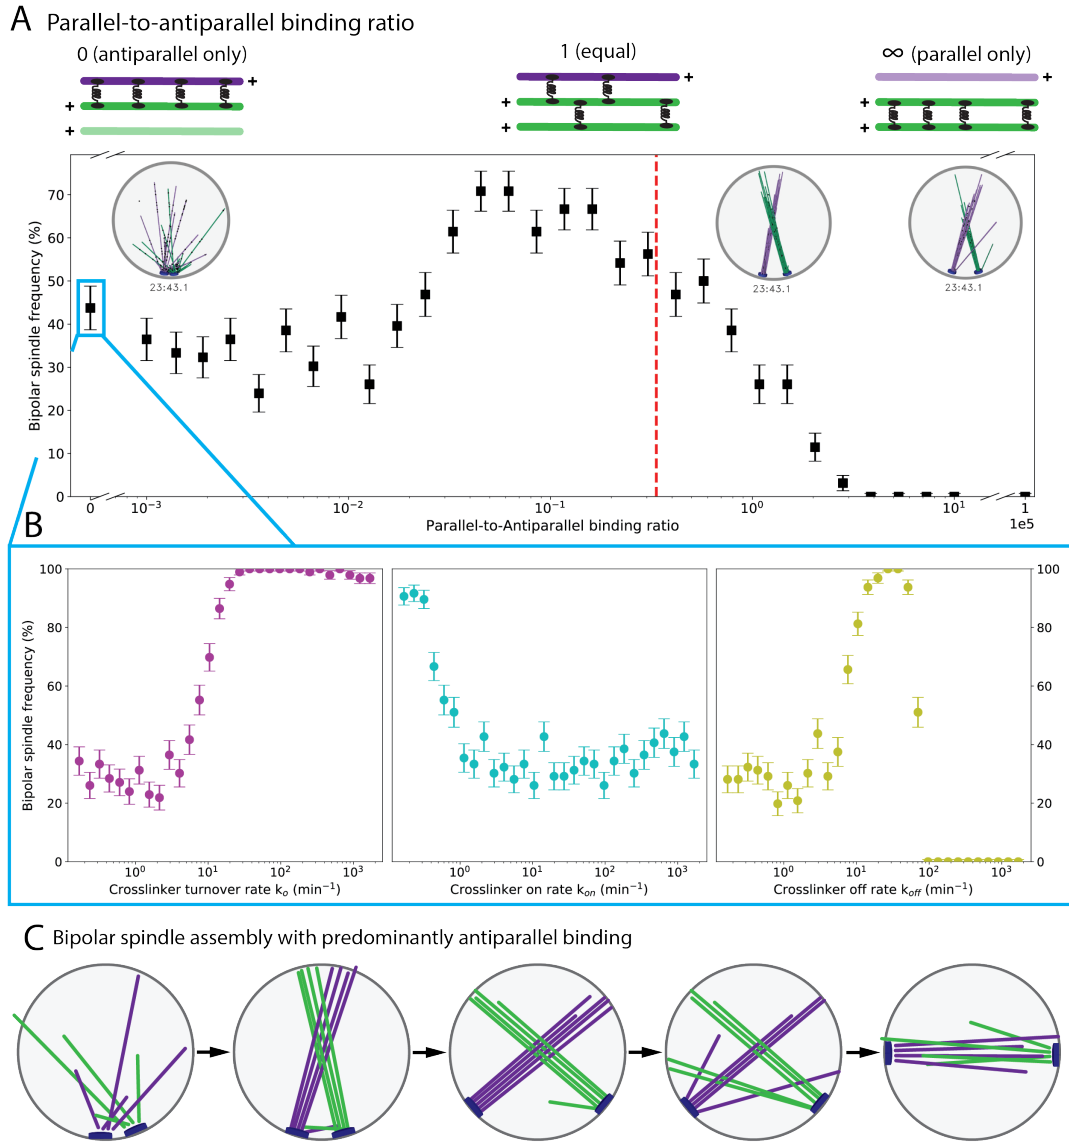 A Parallel-to-antiparallel binding ratio
0 (antiparallel only)
1 (equal)
∞ (parallel only)
+
+
+
+
+
+
+
+
+
Bipolar spindle frequency (%)
70
60
50
40
30
20
10
0
23:43.1
23:43.1
23:43.1
0
10⁻³
10⁻²
10⁻¹
10⁰
10¹
1
1e5
Parallel-to-Antiparallel binding ratio
B
Bipolar spindle frequency (%)
100
80
60
40
20
0
100
80
60
40
20
0
10⁰ 10¹ 10² 10³
10⁰ 10¹ 10² 10³
10⁰ 10¹ 10² 10³
Crosslinker turnover rate kₒ (min⁻¹)
Crosslinker on rate kₒₙ (min⁻¹)
Crosslinker off rate k_off (min⁻¹)
C Bipolar spindle assembly with predominantly antiparallel binding